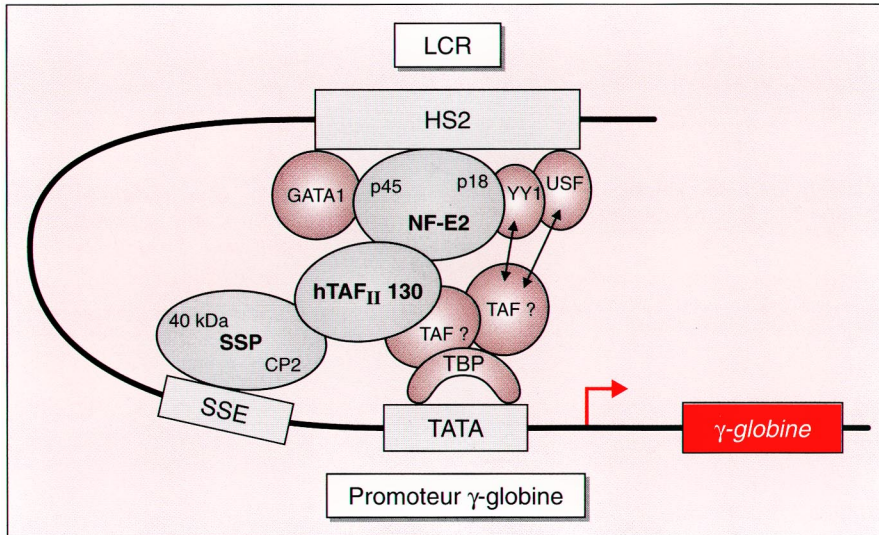 LCR
HS2
GATA1
p45
p18
NF-E2
YY1
USF
hTAFII 130
TAF ?
TAF ?
40 kDa
SSP
CP2
TBP
SSE
TATA
γ-globine
Promoteur γ-globine